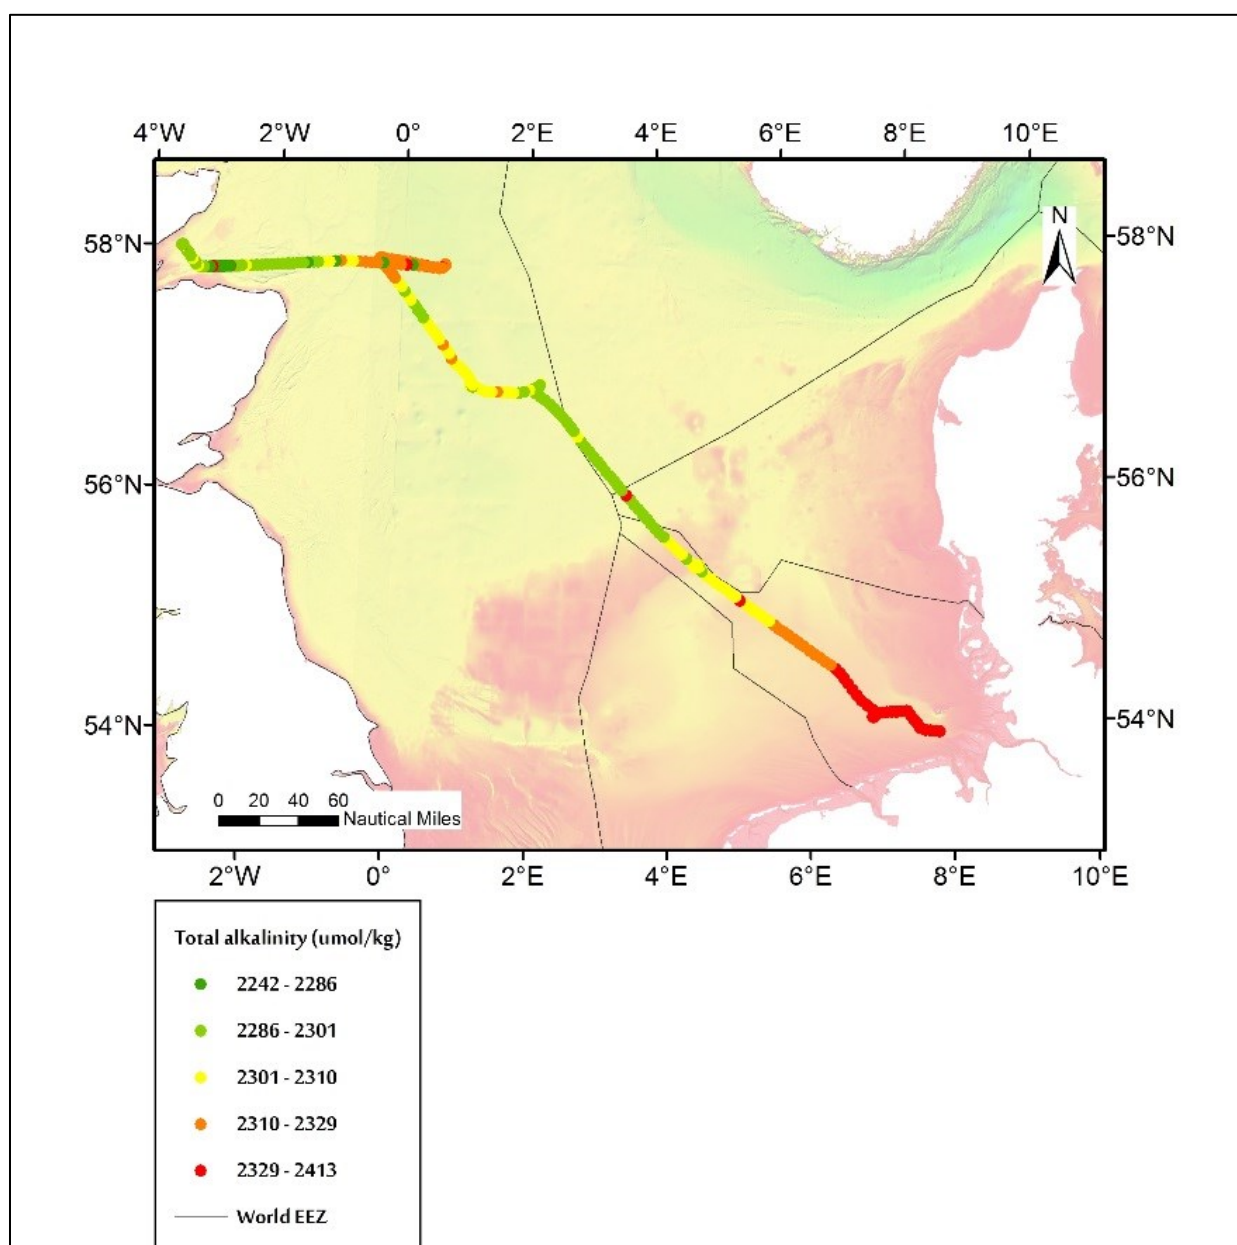 4°W 2°W 0° 2°E 4°E 6°E 8°E 10°E
N
58°N 58°N
56°N 56°N
54°N 54°N
0 20 40 60
Nautical Miles
2°W 0° 2°E 4°E 6°E 8°E 10°E
Total alkalinity (umol/kg)
2242 - 2286
2286 - 2301
2301 - 2310
2310 - 2329
2329 - 2413
World EEZ